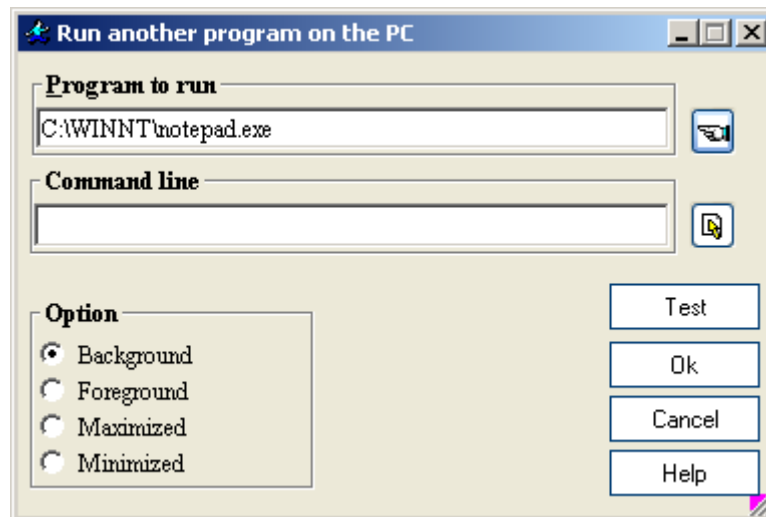 Run another program on the PC
Program to run
C:\WINNT\notepad.exe
Command line
Option
Background
Foreground
Maximized
Minimized
Test
Ok
Cancel
Help